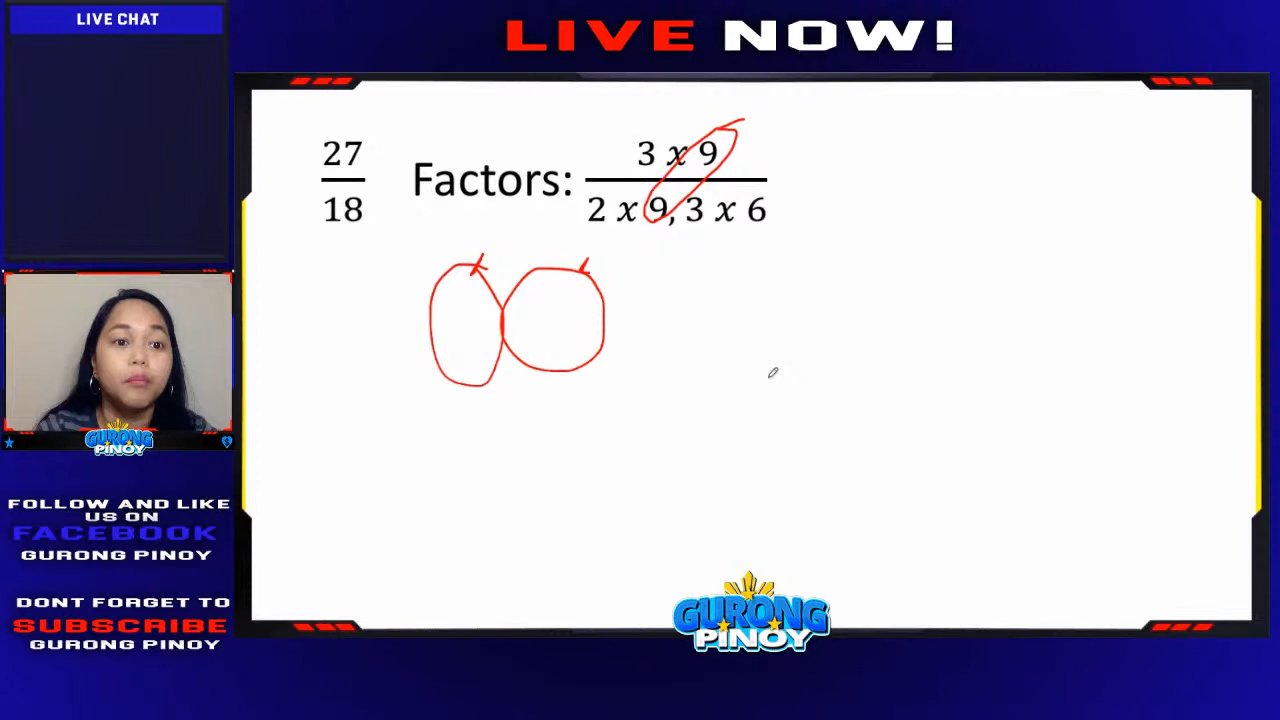 LIVE CHAT
LIVE NOW!
27
18
Factors:
3 x 9
2 x 9, 3 x 6
GURONG
PINOY
FOLLOW AND LIKE
US ON
FACEBOOK
GURONG PINOY
DONT FORGET TO
SUBSCRIBE
GURONG PINOY
GURONG
PINOY